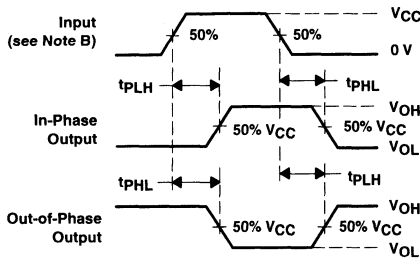 Input
(see Note B)
50%
50%
VCC
0 V
tPLH
tPHL
In-Phase
Output
50% VCC
VOH
50% VCC
VOL
tPHL
tPLH
Out-of-Phase
Output
50% VCC
VOH
50% VCC
VOL